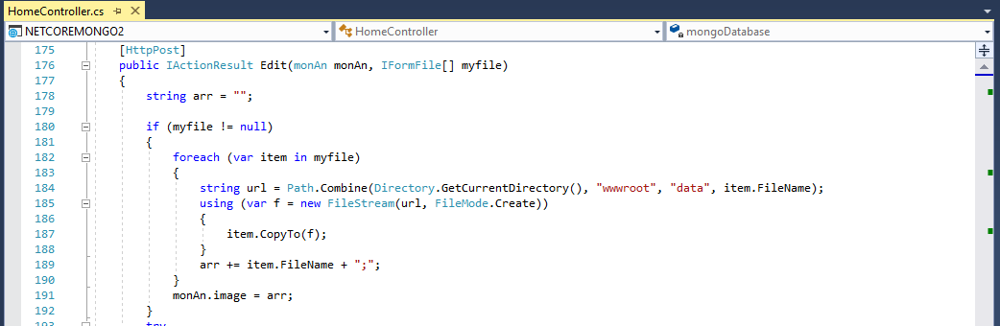 HomeController.cs
NETCOREMONGO2 HomeController mongoDatabase
175 [HttpPost]
176 public IActionResult Edit(monAn monAn, IFormFile[] myfile)
177 {
178 string arr = "";
179
180 if (myfile != null)
181 {
182 foreach (var item in myfile)
183 {
184 string url = Path.Combine(Directory.GetCurrentDirectory(), "wwwroot", "data", item.FileName);
185 using (var f = new FileStream(url, FileMode.Create))
186 {
187 item.CopyTo(f);
188 }
189 arr += item.FileName + ";";
190 }
191 monAn.image = arr;
192 }
193 try